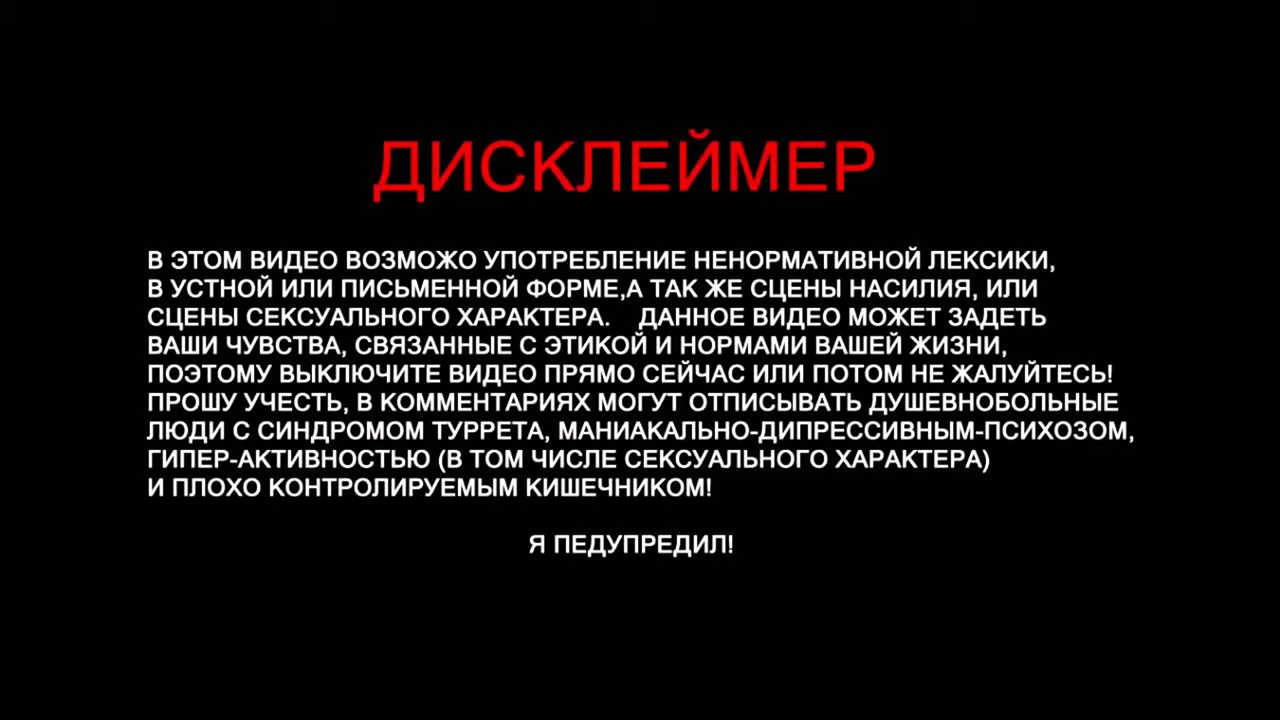 ДИСКЛЕЙМЕР
В ЭТОМ ВИДЕО ВОЗМОЖО УПОТРЕБЛЕНИЕ НЕНОРМАТИВНОЙ ЛЕКСИКИ,
В УСТНОЙ ИЛИ ПИСЬМЕННОЙ ФОРМЕ,А ТАК ЖЕ СЦЕНЫ НАСИЛИЯ, ИЛИ
СЦЕНЫ СЕКСУАЛЬНОГО ХАРАКТЕРА. ДАННОЕ ВИДЕО МОЖЕТ ЗАДЕТЬ
ВАШИ ЧУВСТВА, СВЯЗАННЫЕ С ЭТИКОЙ И НОРМАМИ ВАШЕЙ ЖИЗНИ,
ПОЭТОМУ ВЫКЛЮЧИТЕ ВИДЕО ПРЯМО СЕЙЧАС ИЛИ ПОТОМ НЕ ЖАЛУЙТЕСЬ!
ПРОШУ УЧЕСТЬ, В КОММЕНТАРИЯХ МОГУТ ОТПИСЫВАТЬ ДУШЕВНОБОЛЬНЫЕ
ЛЮДИ С СИНДРОМОМ ТУРРЕТА, МАНИАКАЛЬНО-ДИПРЕССИВНЫМ-ПСИХОЗОМ,
ГИПЕР-АКТИВНОСТЬЮ (В ТОМ ЧИСЛЕ СЕКСУАЛЬНОГО ХАРАКТЕРА)
И ПЛОХО КОНТРОЛИРУЕМЫМ КИШЕЧНИКОМ!
Я ПЕДУПРЕДИЛ!